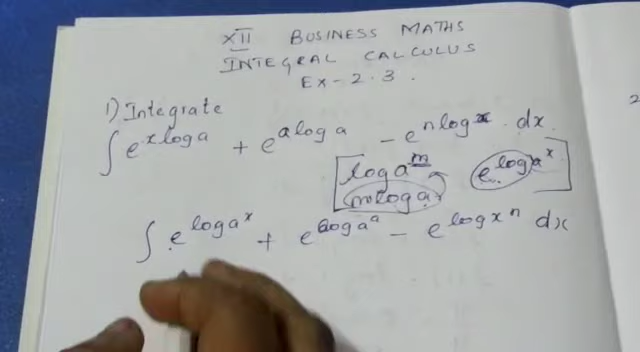 XII BUSINESS MATHS
INTEGRAL CALCULUS
Ex-2.3.
1) Integrate
∫ e^{x log a} + e^{a log a} - e^{n log x} . dx
log a^m e^{log a^x}
m log a
∫ e^{log a^x} + e^{log a^a} - e^{log x^n} dx
2